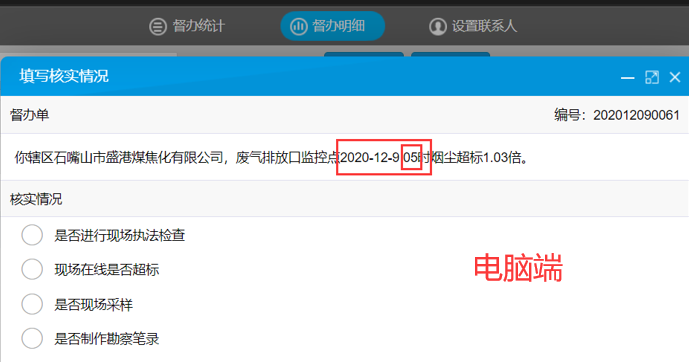 督办统计 督办明细 设置联系人
填写核实情况
督办单 编号：202012090061
你辖区石嘴山市盛港煤焦化有限公司，废气排放口监控点2020-12-9 05时烟尘超标1.03倍。
核实情况
是否进行现场执法检查
现场在线是否超标
电脑端
是否现场采样
是否制作勘察笔录